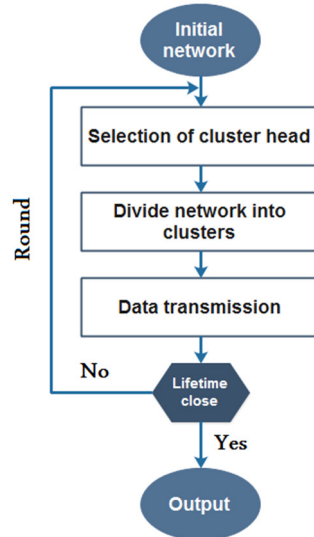 Initial
network
Selection of cluster head
Divide network into
clusters
Data transmission
Round
No
Lifetime
close
Yes
Output